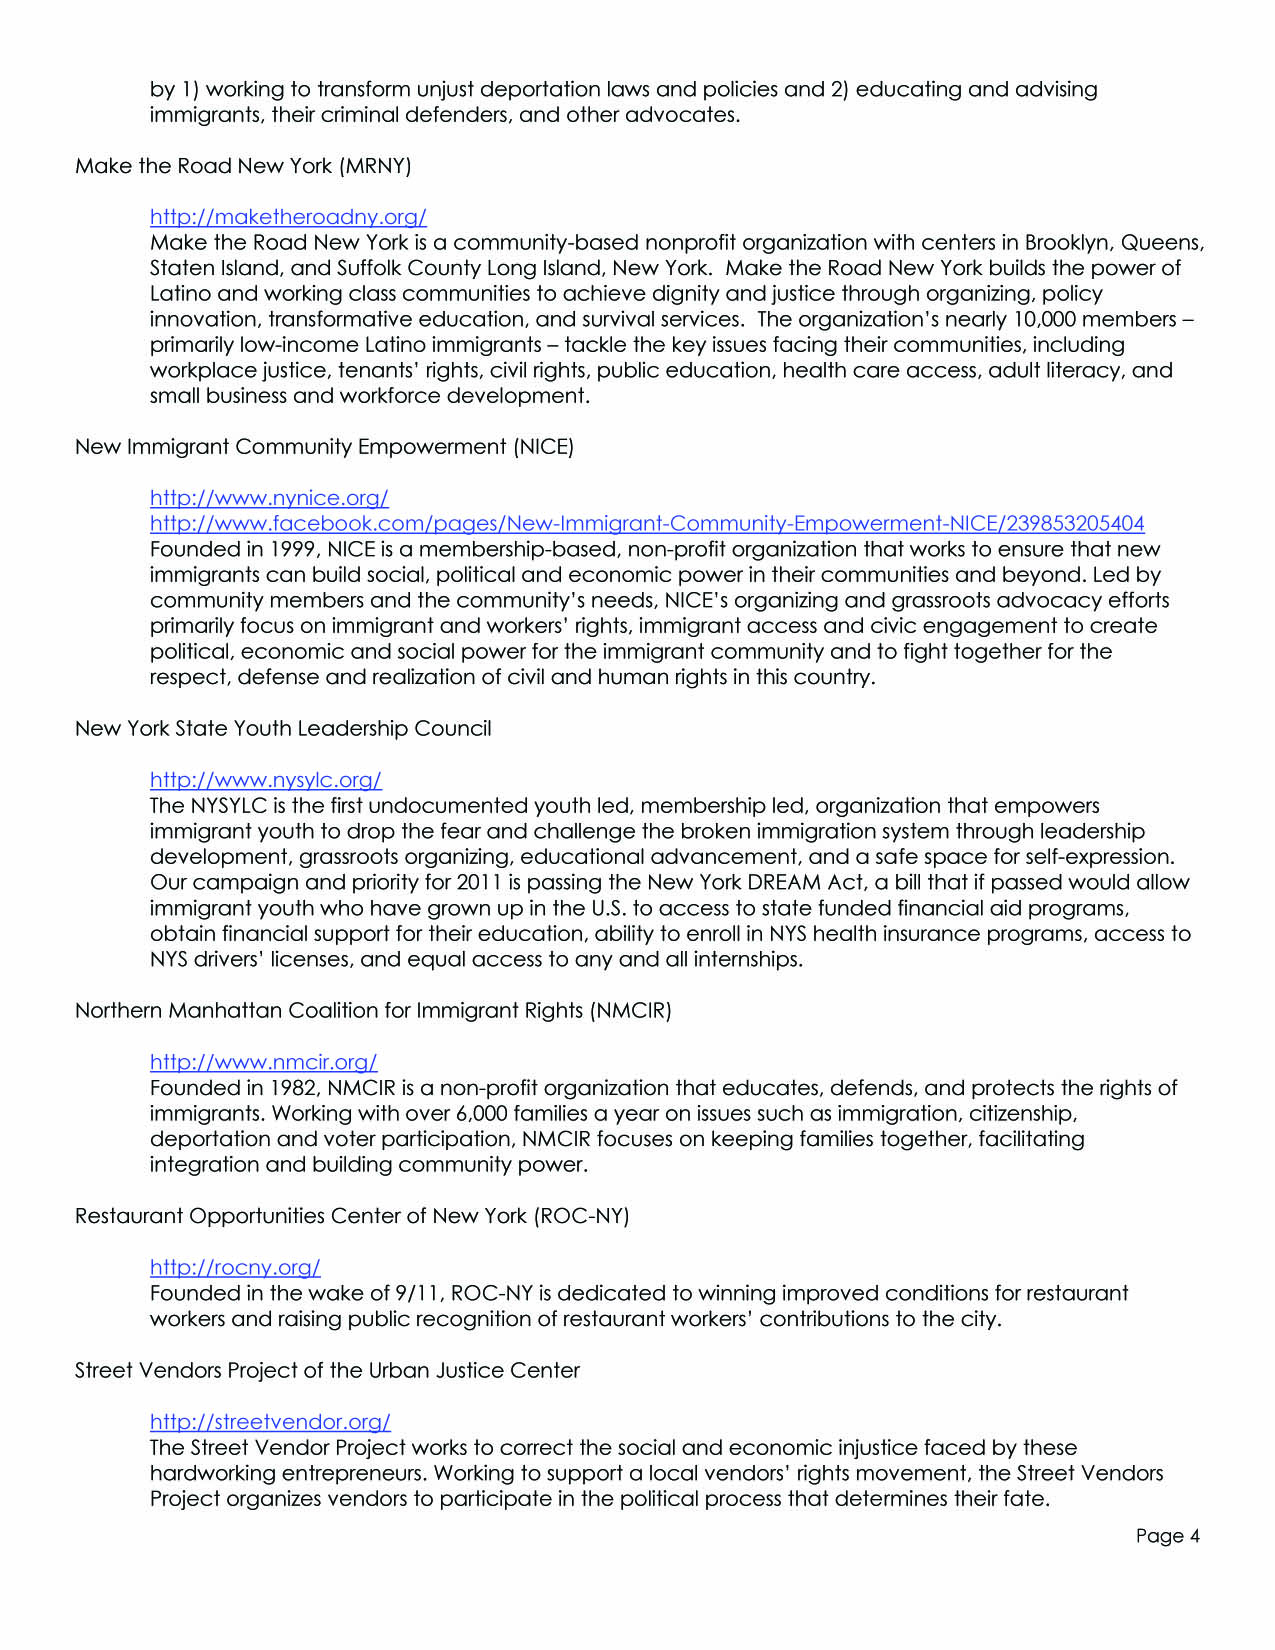 by 1) working to transform unjust deportation laws and policies and 2) educating and advising
immigrants, their criminal defenders, and other advocates.
Make the Road New York (MRNY)
http://maketheroadny.org/
Make the Road New York is a community-based nonprofit organization with centers in Brooklyn, Queens,
Staten Island, and Suffolk County Long Island, New York.  Make the Road New York builds the power of
Latino and working class communities to achieve dignity and justice through organizing, policy
innovation, transformative education, and survival services.  The organization’s nearly 10,000 members –
primarily low-income Latino immigrants – tackle the key issues facing their communities, including
workplace justice, tenants’ rights, civil rights, public education, health care access, adult literacy, and
small business and workforce development.
New Immigrant Community Empowerment (NICE)
http://www.nynice.org/
http://www.facebook.com/pages/New-Immigrant-Community-Empowerment-NICE/239853205404
Founded in 1999, NICE is a membership-based, non-profit organization that works to ensure that new
immigrants can build social, political and economic power in their communities and beyond. Led by
community members and the community’s needs, NICE’s organizing and grassroots advocacy efforts
primarily focus on immigrant and workers’ rights, immigrant access and civic engagement to create
political, economic and social power for the immigrant community and to fight together for the
respect, defense and realization of civil and human rights in this country.
New York State Youth Leadership Council
http://www.nysylc.org/
The NYSYLC is the first undocumented youth led, membership led, organization that empowers
immigrant youth to drop the fear and challenge the broken immigration system through leadership
development, grassroots organizing, educational advancement, and a safe space for self-expression.
Our campaign and priority for 2011 is passing the New York DREAM Act, a bill that if passed would allow
immigrant youth who have grown up in the U.S. to access to state funded financial aid programs,
obtain financial support for their education, ability to enroll in NYS health insurance programs, access to
NYS drivers’ licenses, and equal access to any and all internships.
Northern Manhattan Coalition for Immigrant Rights (NMCIR)
http://www.nmcir.org/
Founded in 1982, NMCIR is a non-profit organization that educates, defends, and protects the rights of
immigrants. Working with over 6,000 families a year on issues such as immigration, citizenship,
deportation and voter participation, NMCIR focuses on keeping families together, facilitating
integration and building community power.
Restaurant Opportunities Center of New York (ROC-NY)
http://rocny.org/
Founded in the wake of 9/11, ROC-NY is dedicated to winning improved conditions for restaurant
workers and raising public recognition of restaurant workers’ contributions to the city.
Street Vendors Project of the Urban Justice Center
http://streetvendor.org/
The Street Vendor Project works to correct the social and economic injustice faced by these
hardworking entrepreneurs. Working to support a local vendors’ rights movement, the Street Vendors
Project organizes vendors to participate in the political process that determines their fate.
Page 4